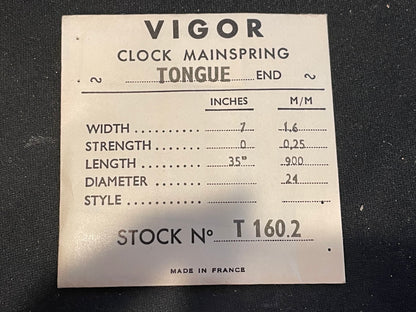 VIGOR
CLOCK MAINSPRING
~ TONGUE END ~
INCHES M/M
WIDTH .......... 7 1.6
STRENGTH ....... 0 0,25
LENGTH .......... 35" 900
DIAMETER ....... 24
STYLE ..........
STOCK Nº T 160.2
MADE IN FRANCE